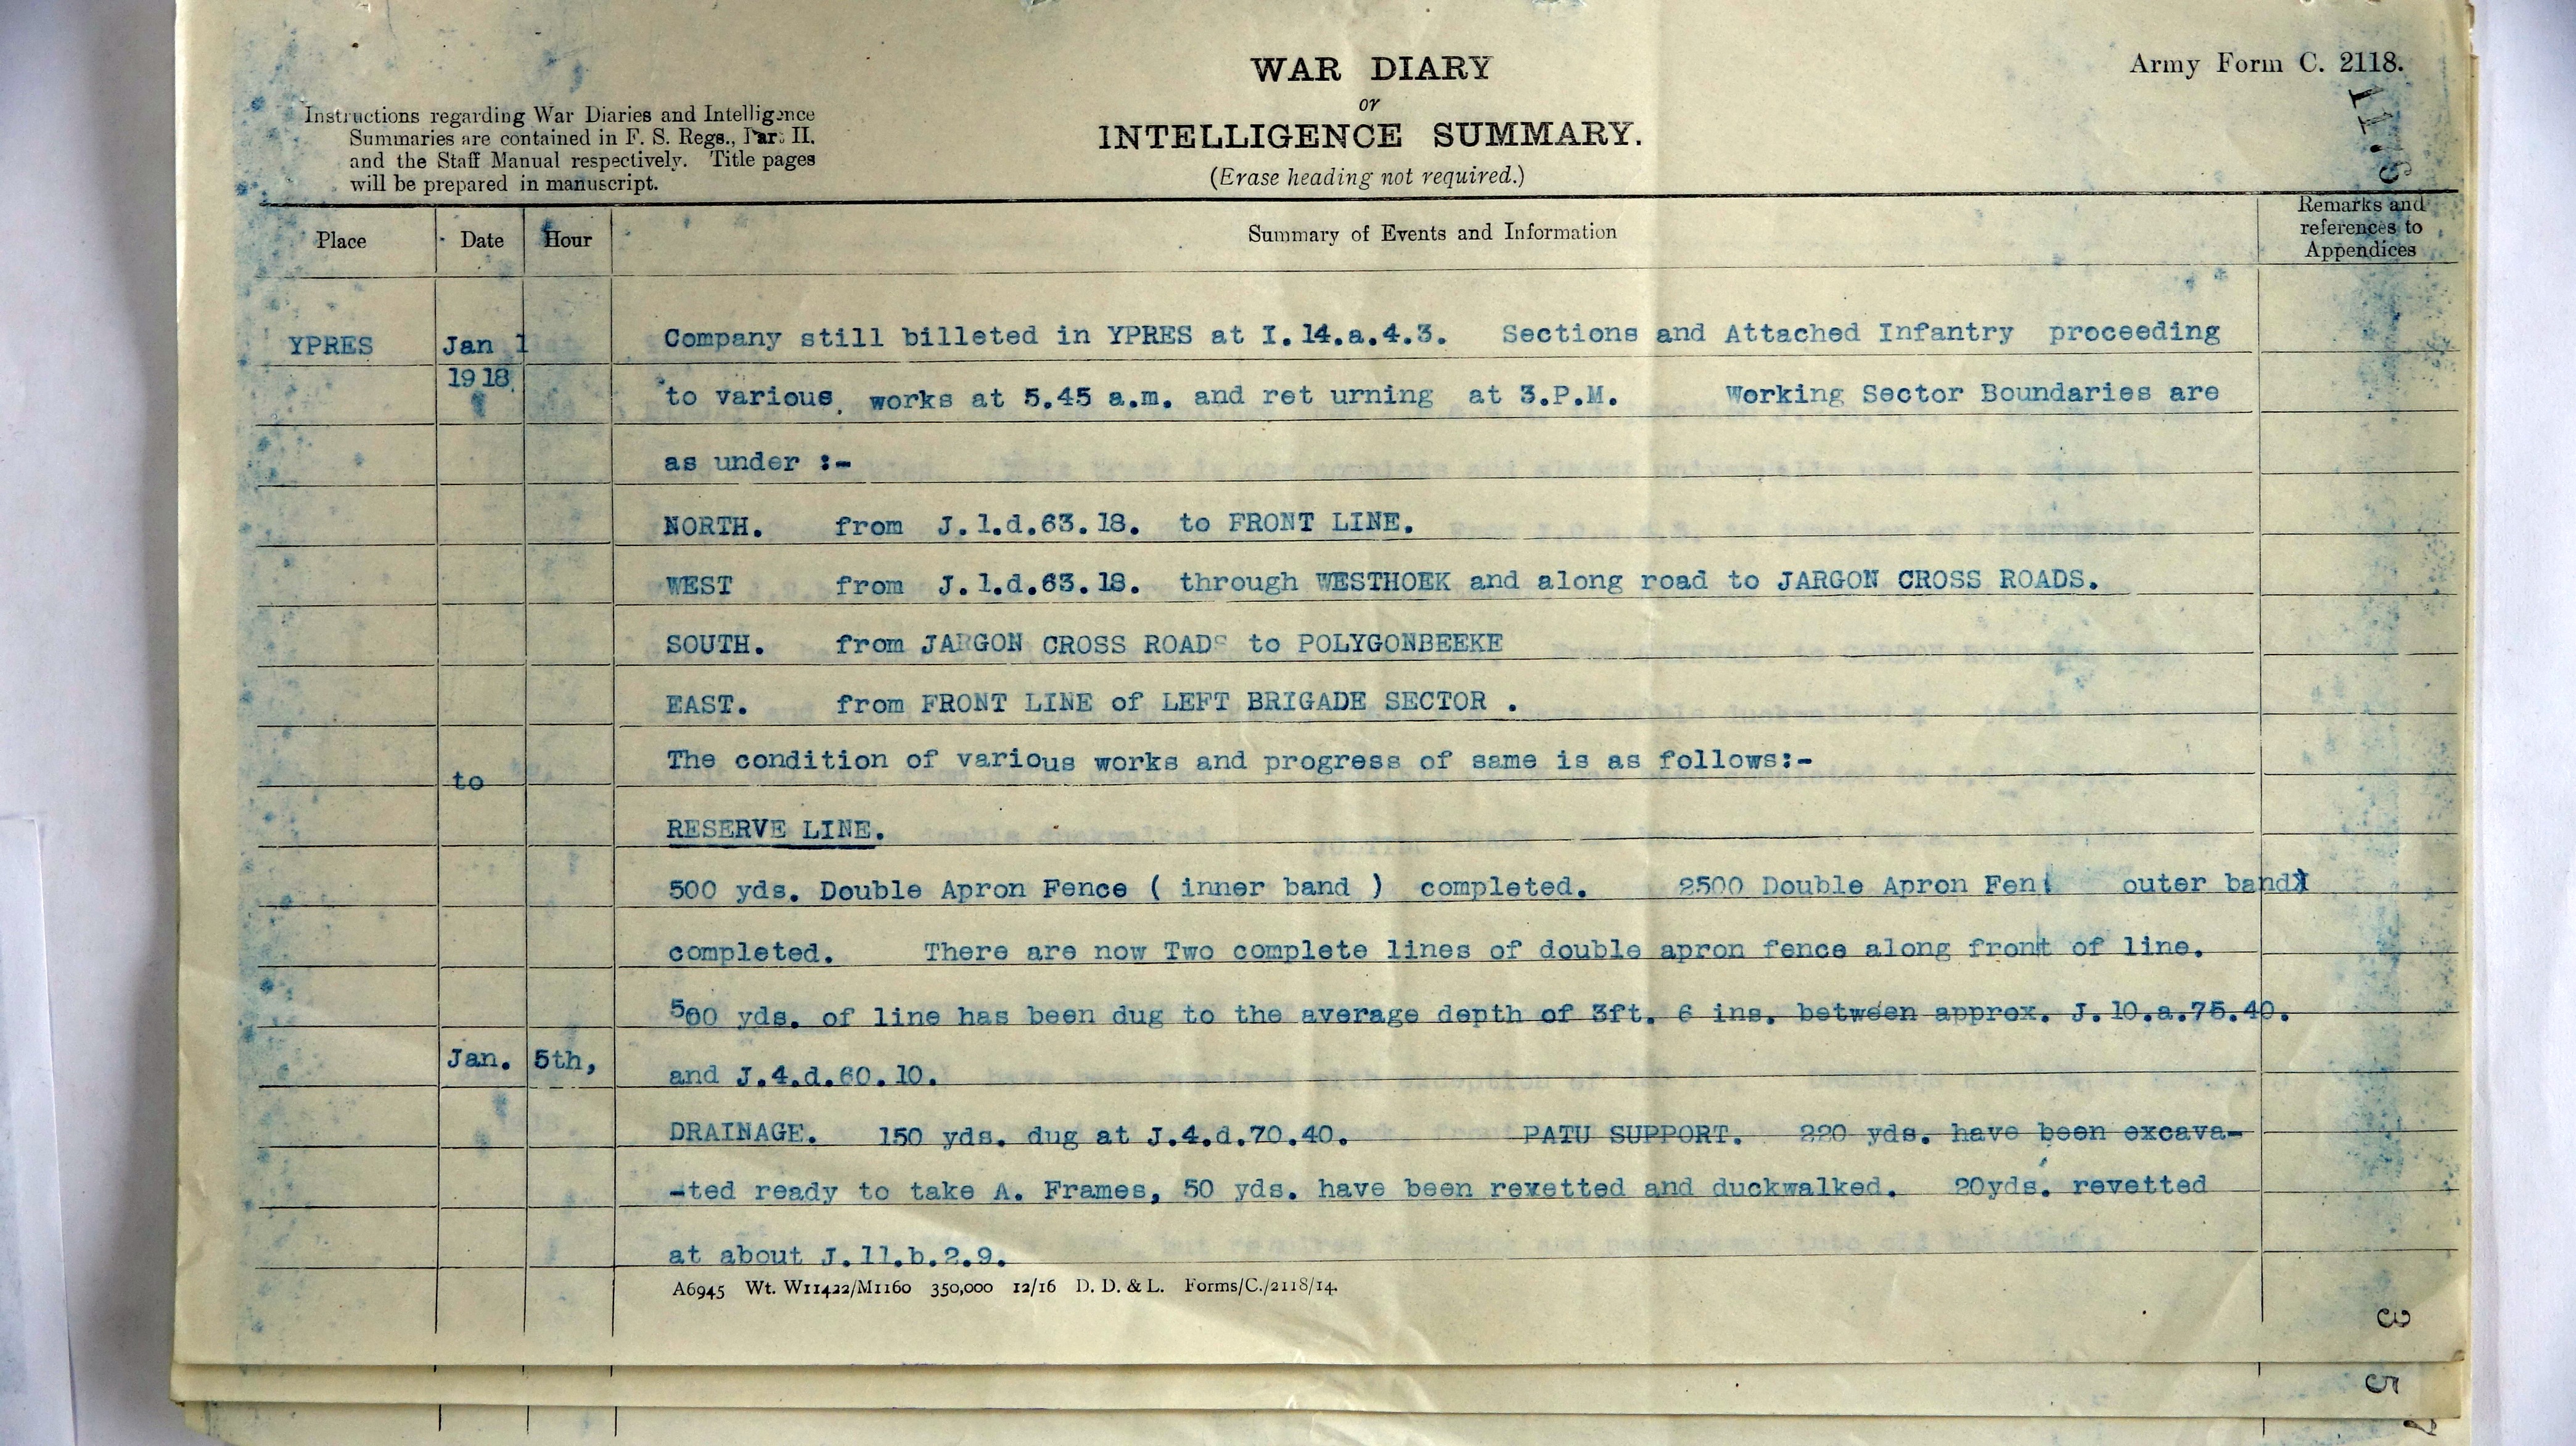 WAR DIARY
or
INTELLIGENCE SUMMARY.
(Erase heading not required.)
Army Form C. 2118.
Instructions regarding War Diaries and Intelligence
Summaries are contained in F. S. Regs., Part II.
and the Staff Manual respectively. Title pages
will be prepared in manuscript.
Place Date Hour Summary of Events and Information Remarks and
references to
Appendices
YPRES Jan 1 Company still billeted in YPRES at I.14.a.4.3. Sections and Attached Infantry proceeding
1918 to various works at 5.45 a.m. and ret urning at 3.P.M. Working Sector Boundaries are
as under :-
NORTH. from J.1.d.63.18. to FRONT LINE.
WEST from J.1.d.63.18. through WESTHOEK and along road to JARGON CROSS ROADS.
SOUTH. from JARGON CROSS ROADS to POLYGONBEEKE
EAST. from FRONT LINE of LEFT BRIGADE SECTOR .
to The condition of various works and progress of same is as follows:-
RESERVE LINE.
500 yds. Double Apron Fence ( inner band ) completed. 2500 Double Apron Fen outer band)
completed. There are now Two complete lines of double apron fence along front of line.
500 yds. of line has been dug to the average depth of 3ft. 6 ins. between approx. J.10.a.75.40.
Jan. 5th, and J.4.d.60.10.
DRAINAGE. 150 yds. dug at J.4.d.70.40. PATU SUPPORT. 220 yds. have been excava-
-ted ready to take A. Frames, 50 yds. have been revetted and duckwalked. 20yds. revetted
at about J.11.b.2.9.
A6945 Wt. W11422/M1160 350,000 12/16 D. D. & L. Forms/C./2118/14.
3
5